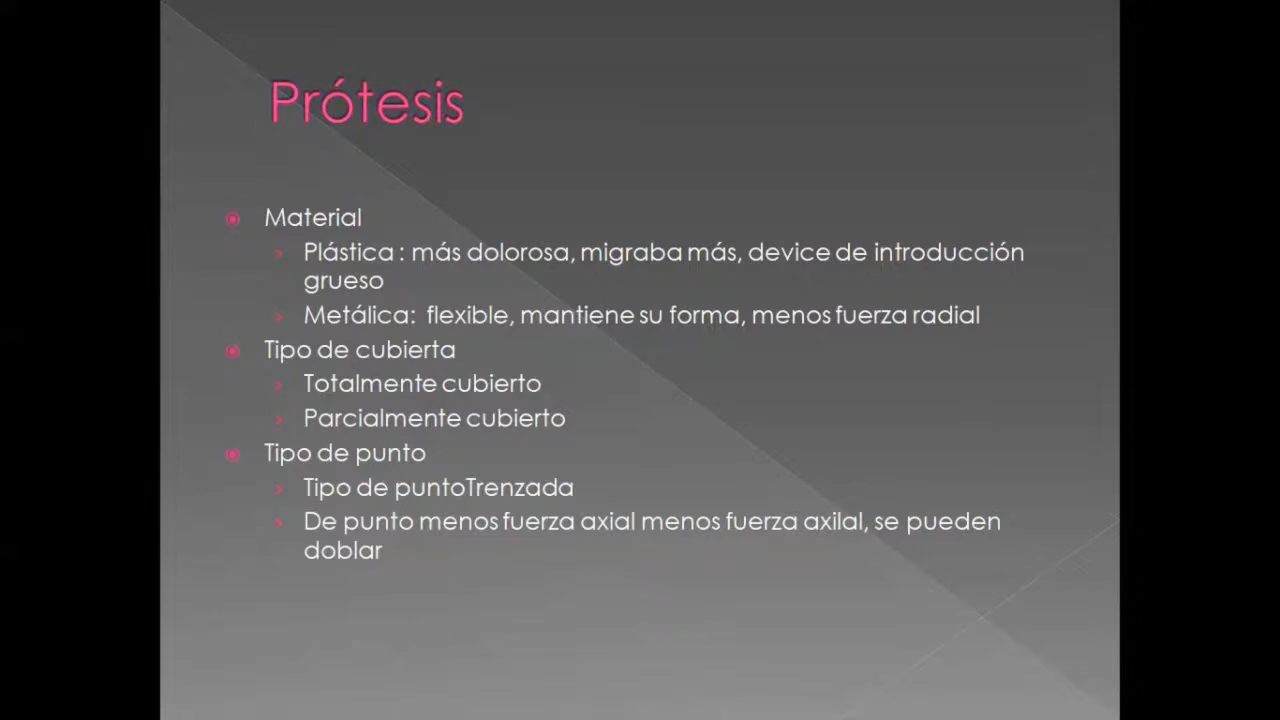 Prótesis
Material
Plástica : más dolorosa, migraba más, device de introducción
grueso
Metálica: flexible, mantiene su forma, menos fuerza radial
Tipo de cubierta
Totalmente cubierto
Parcialmente cubierto
Tipo de punto
Tipo de puntoTrenzada
De punto menos fuerza axial menos fuerza axilal, se pueden
doblar